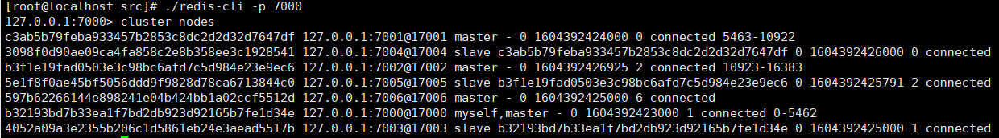 [root@localhost src]# ./redis-cli -p 7000
127.0.0.1:7000> cluster nodes
c3ab5b79feba933457b2853c8dc2d2d32d7647df 127.0.0.1:7001@17001 master - 0 1604392424000 0 connected 5463-10922
3098f0d90ae09ca4fa858c2e8b358ee3c1928541 127.0.0.1:7004@17004 slave c3ab5b79feba933457b2853c8dc2d2d32d7647df 0 1604392426000 0 connected
b3f1e19fad0503e3c98bc6afd7c5d984e23e9ec6 127.0.0.1:7002@17002 master - 0 1604392426925 2 connected 10923-16383
5e1f8f0ae45bf5056ddd9f9828d78ca6713844c0 127.0.0.1:7005@17005 slave b3f1e19fad0503e3c98bc6afd7c5d984e23e9ec6 0 1604392425791 2 connected
597b62266144e898241e04b424bb1a02ccf5512d 127.0.0.1:7006@17006 master - 0 1604392425000 6 connected
b32193bd7b33ea1f7bd2db923d92165b7fe1d34e 127.0.0.1:7000@17000 myself,master - 0 1604392423000 1 connected 0-5462
4052a09a3e2355b206c1d5861eb24e3aead5517b 127.0.0.1:7003@17003 slave b32193bd7b33ea1f7bd2db923d92165b7fe1d34e 0 1604392425000 1 connected